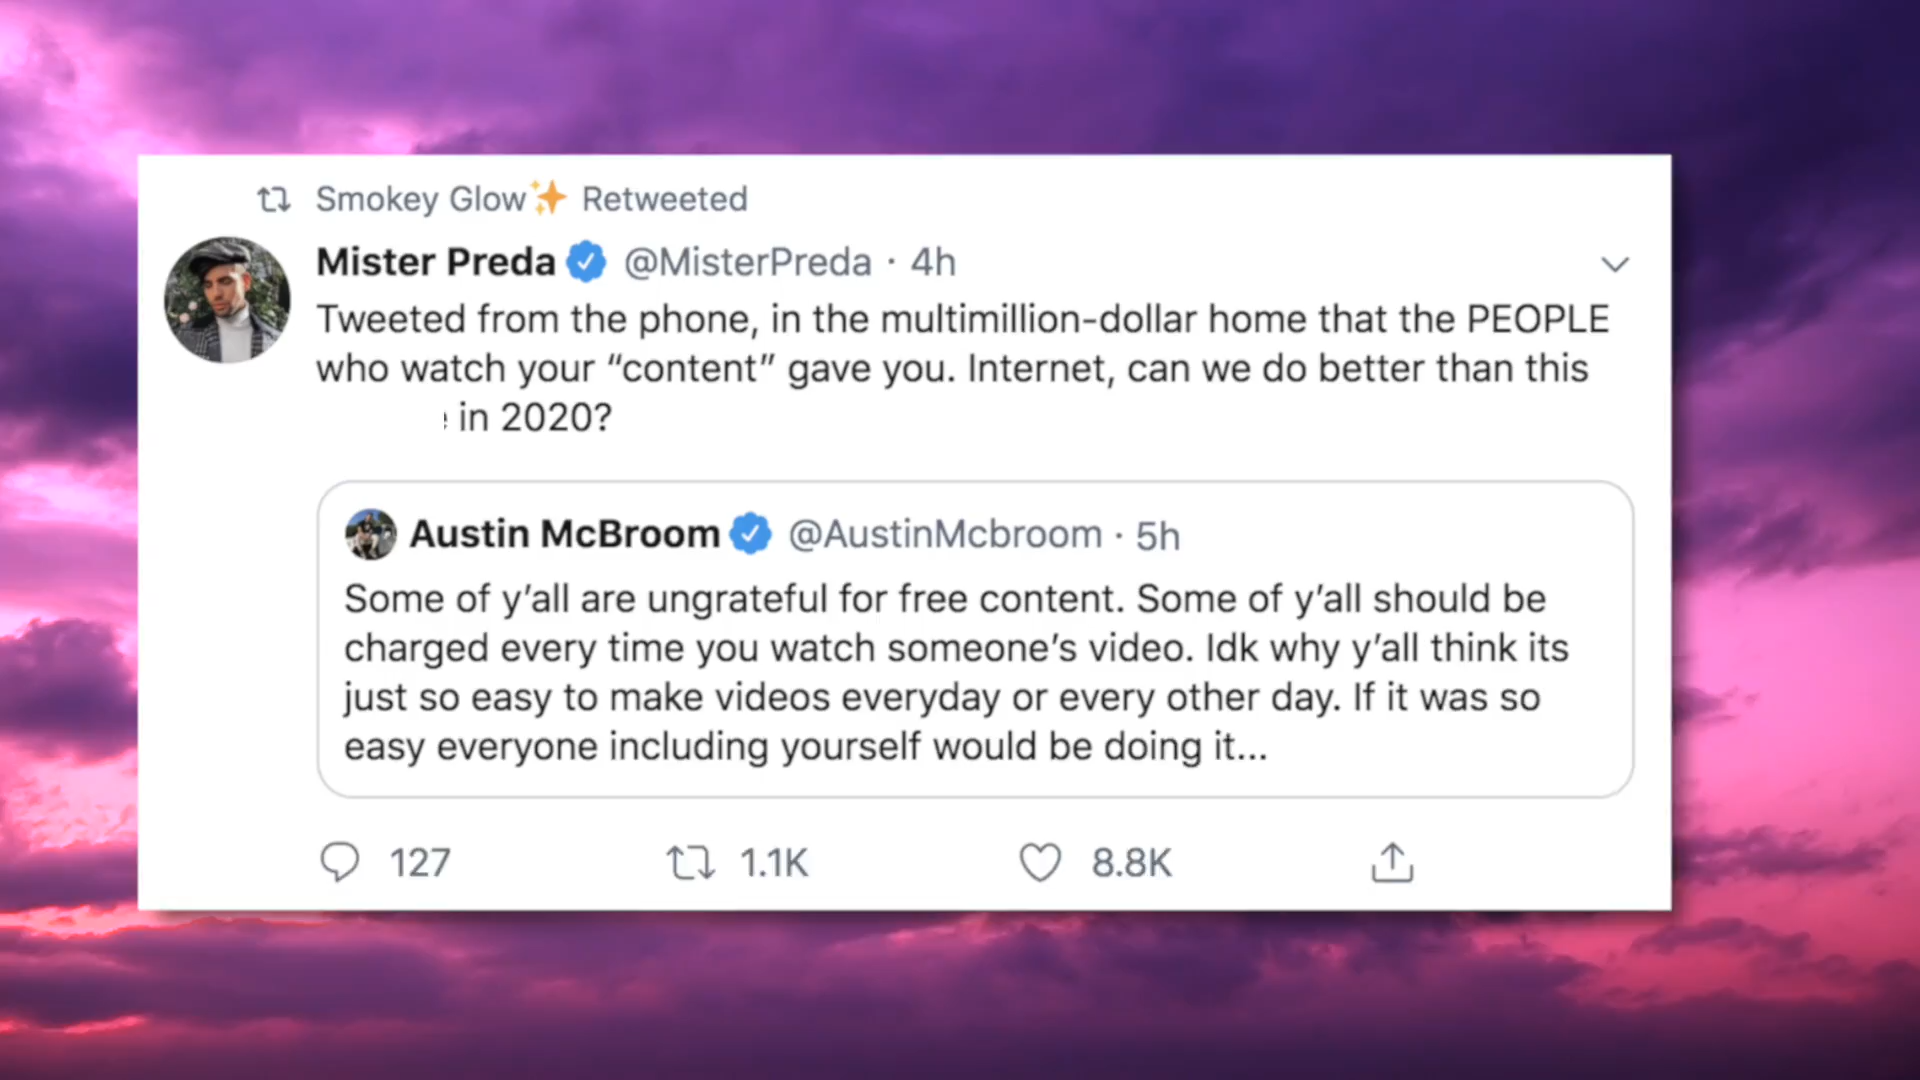 Smokey Glow✨ Retweeted
Mister Preda @MisterPreda · 4h
Tweeted from the phone, in the multimillion-dollar home that the PEOPLE
who watch your “content” gave you. Internet, can we do better than this
in 2020?
Austin McBroom @AustinMcbroom · 5h
Some of y’all are ungrateful for free content. Some of y’all should be
charged every time you watch someone’s video. Idk why y’all think its
just so easy to make videos everyday or every other day. If it was so
easy everyone including yourself would be doing it...
127 1.1K 8.8K